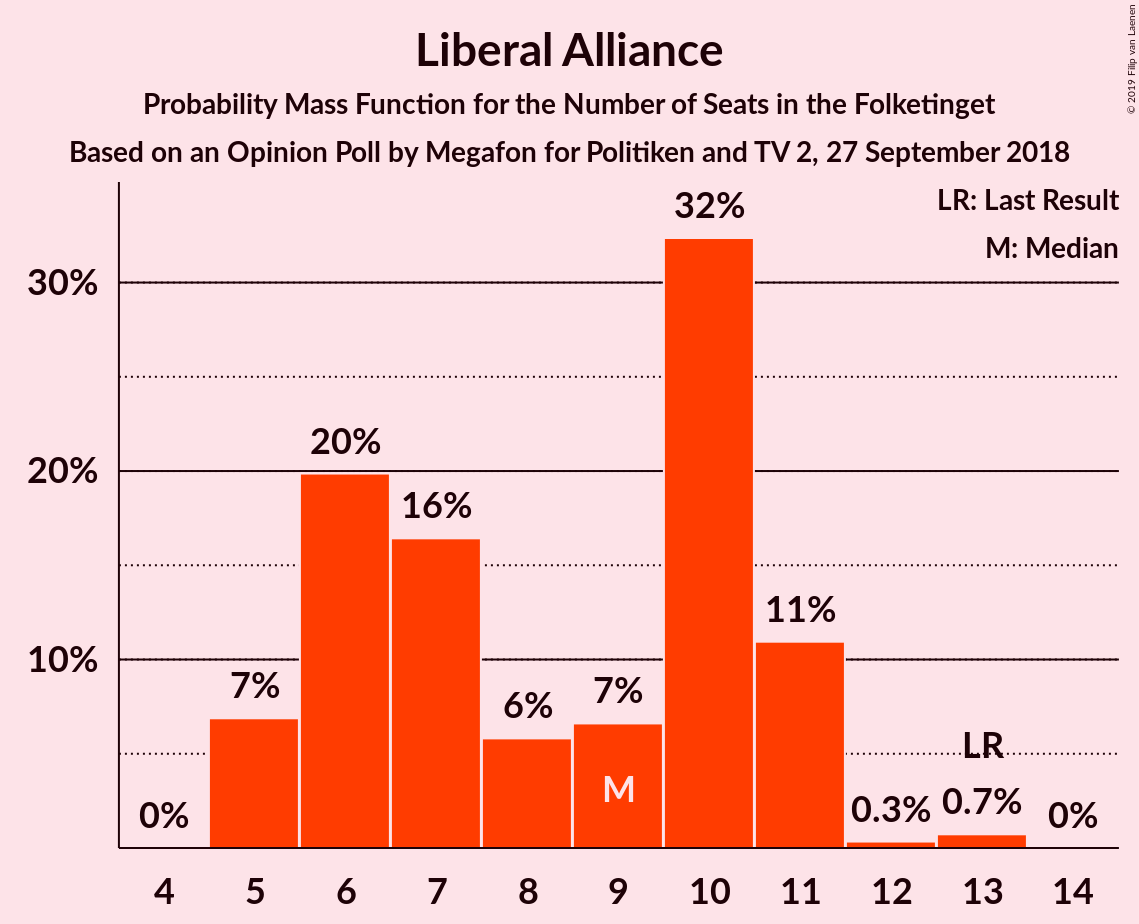 Liberal Alliance
Probability Mass Function for the Number of Seats in the Folketinget
Based on an Opinion Poll by Megafon for Politiken and TV 2, 27 September 2018
© 2019 Filip van Laenen
LR: Last Result
M: Median
30%
20%
10%
0%
7%
20%
16%
6%
7%
32%
11%
0.3%
0.7%
0%
LR
M
4 5 6 7 8 9 10 11 12 13 14